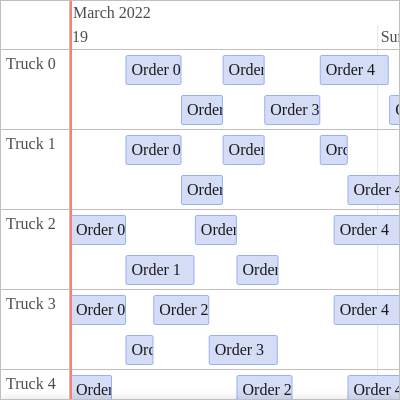 March 2022
19 Su
Truck 0
Order 0 Order Order 4
Order Order 3
Truck 1
Order 0 Order Ord
Order Order 4
Truck 2
Order 0 Order Order 4
Order 1 Order
Truck 3
Order 0 Order 2 Order 4
Ord Order 3
Truck 4
Order Order 2 Order 4